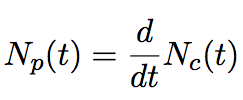 N_p(t) = \frac{d}{dt} N_c(t)